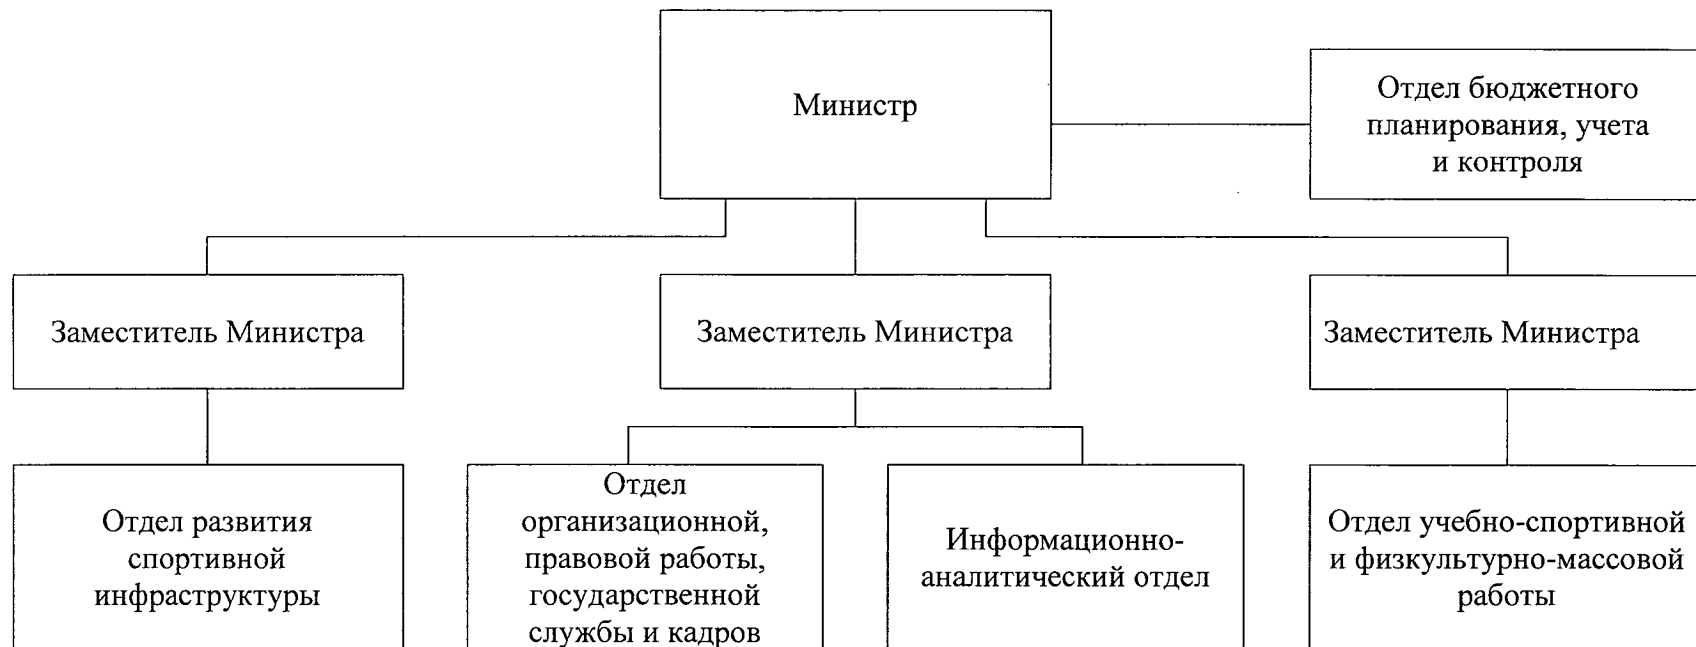 Министр
Отдел бюджетного
планирования, учета
и контроля
Заместитель Министра
Заместитель Министра
Заместитель Министра
Отдел развития
спортивной
инфраструктуры
Отдел
организационной,
правовой работы,
государственной
службы и кадров
Информационно-
аналитический отдел
Отдел учебно-спортивной
и физкультурно-массовой
работы